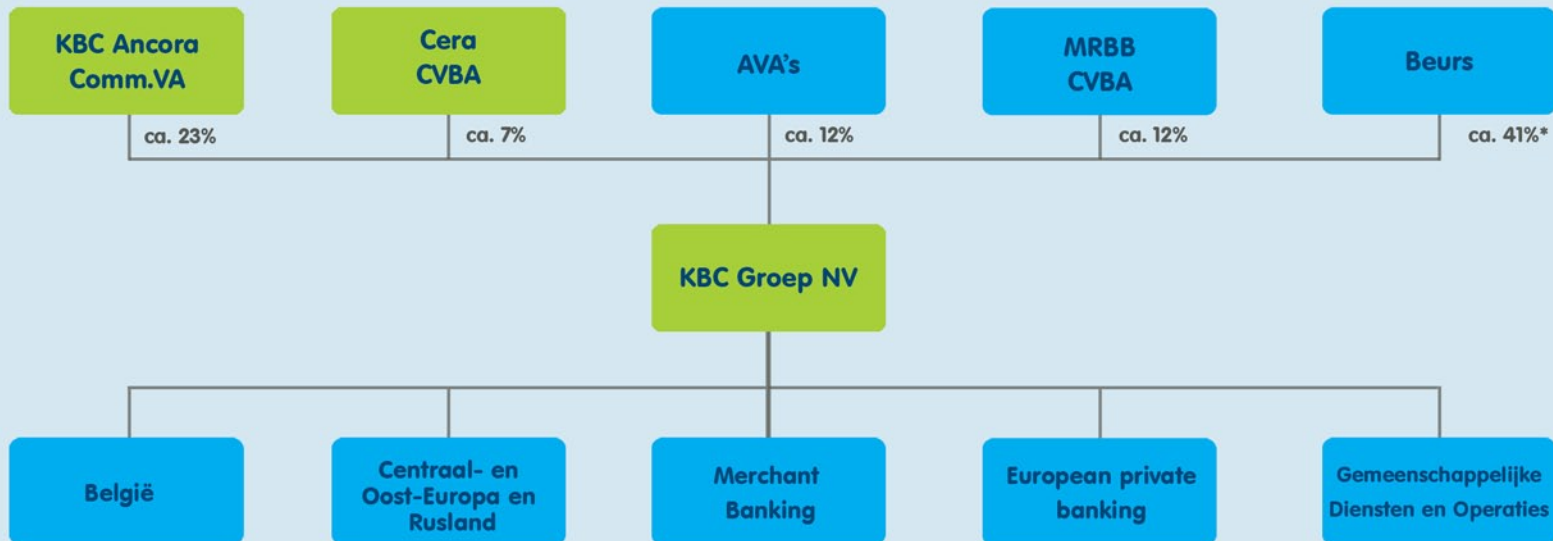 KBC Ancora
Comm.VA
Cera
CVBA
AVA's
MRBB
CVBA
Beurs
ca. 23%
ca. 7%
ca. 12%
ca. 12%
ca. 41%*
KBC Groep NV
België
Centraal- en
Oost-Europa en
Rusland
Merchant
Banking
European private
banking
Gemeenschappelijke
Diensten en Operaties